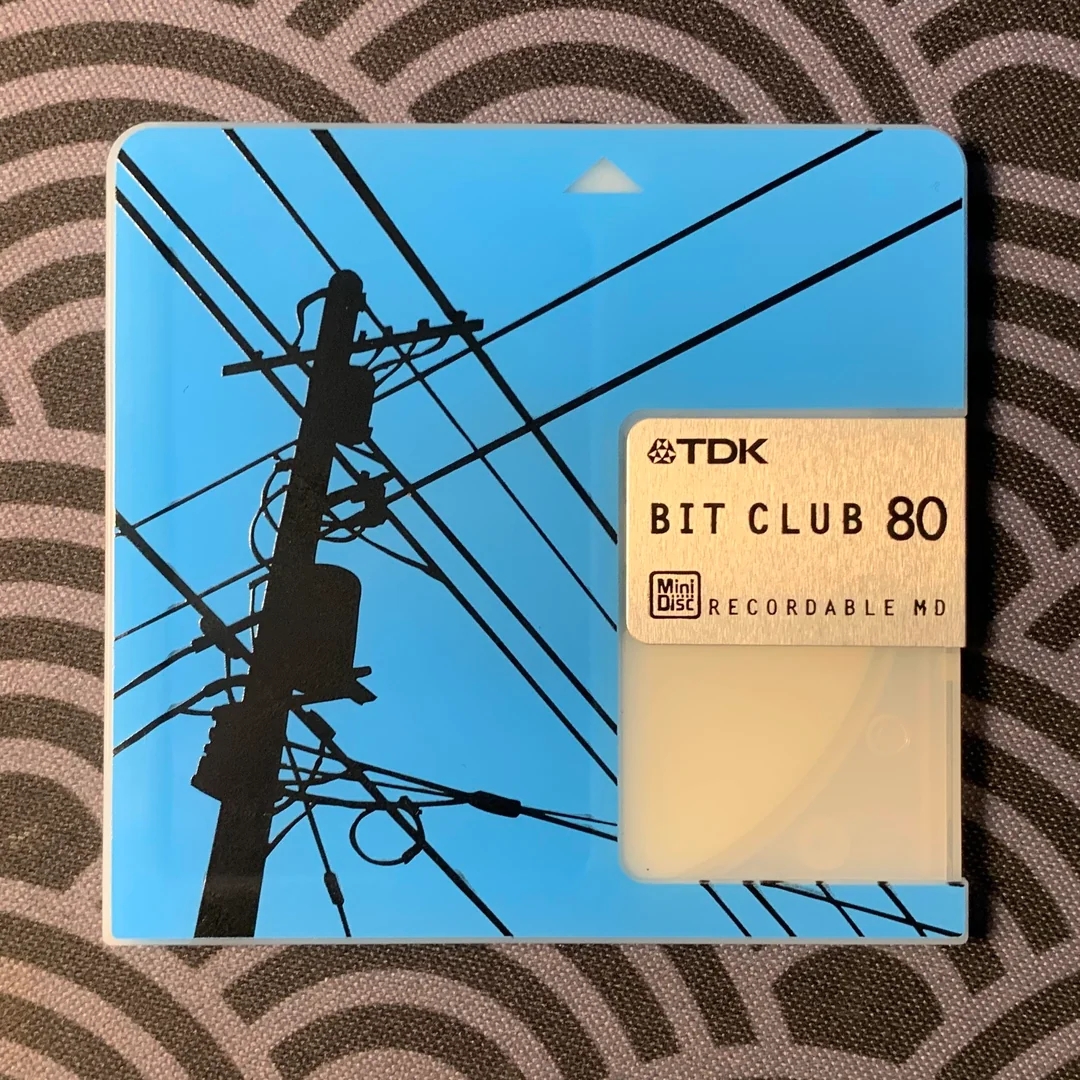 TDK
BIT CLUB 80
Mini
Disc
RECORDABLE MD